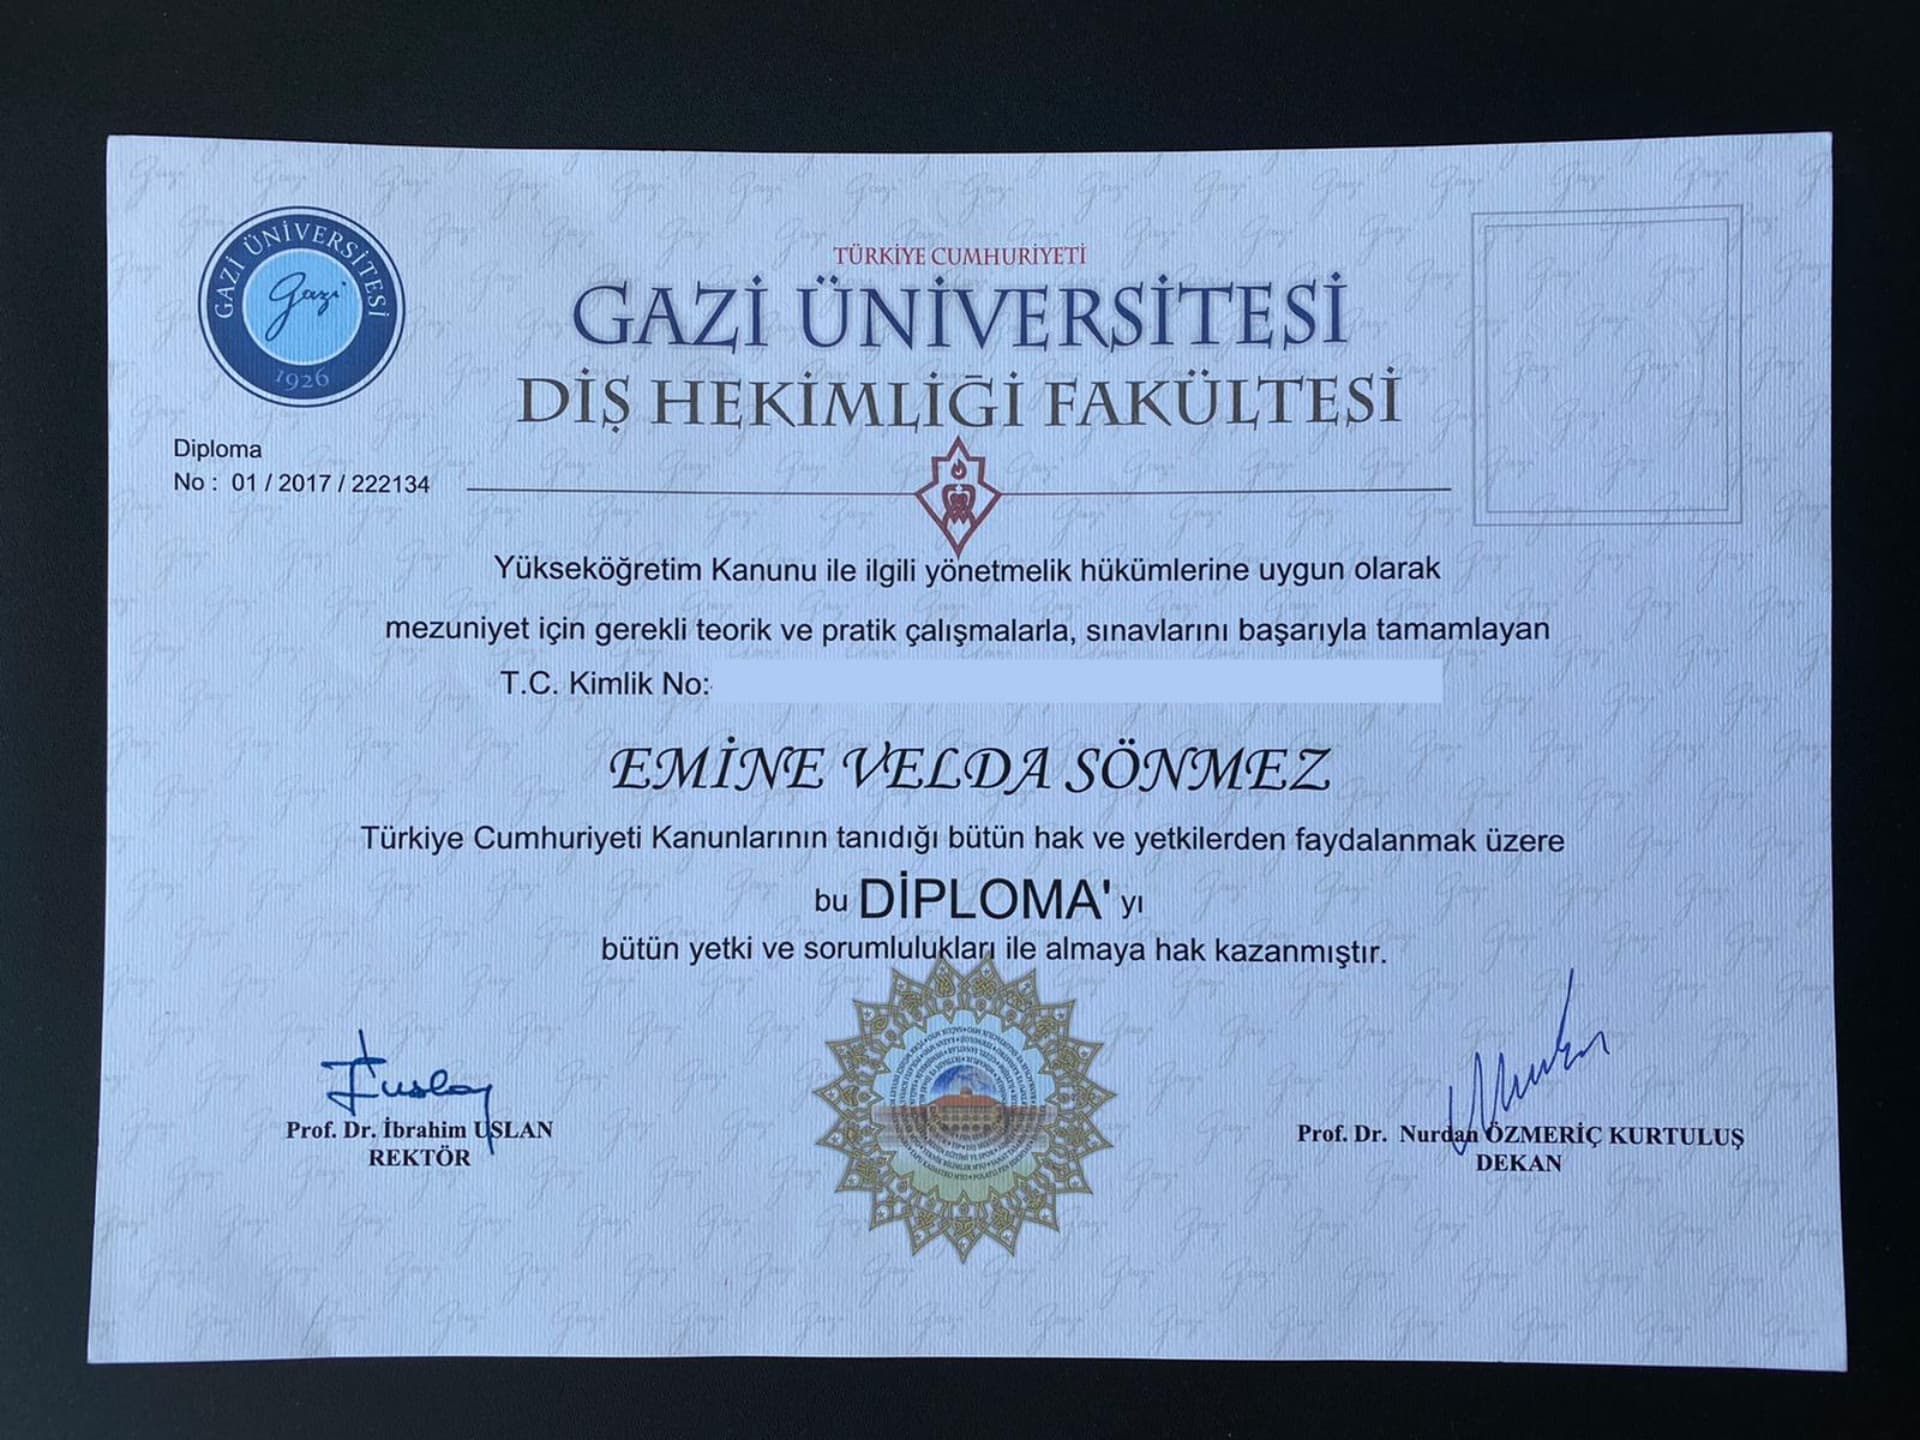 GAZİ ÜNİVERSİTESİ
Gazi
1926
TÜRKİYE CUMHURİYETİ
GAZİ ÜNİVERSİTESİ
DİŞ HEKİMLİĞİ FAKÜLTESİ
Diploma
No : 01 / 2017 / 222134
Yükseköğretim Kanunu ile ilgili yönetmelik hükümlerine uygun olarak
mezuniyet için gerekli teorik ve pratik çalışmalarla, sınavlarını başarıyla tamamlayan
T.C. Kimlik No:
EMİNE VELDA SÖNMEZ
Türkiye Cumhuriyeti Kanunlarının tanıdığı bütün hak ve yetkilerden faydalanmak üzere
bu DİPLOMA' yı
bütün yetki ve sorumlulukları ile almaya hak kazanmıştır.
Prof. Dr. İbrahim USLAN
REKTÖR
Prof. Dr. Nurdan ÖZMERİÇ KURTULUŞ
DEKAN